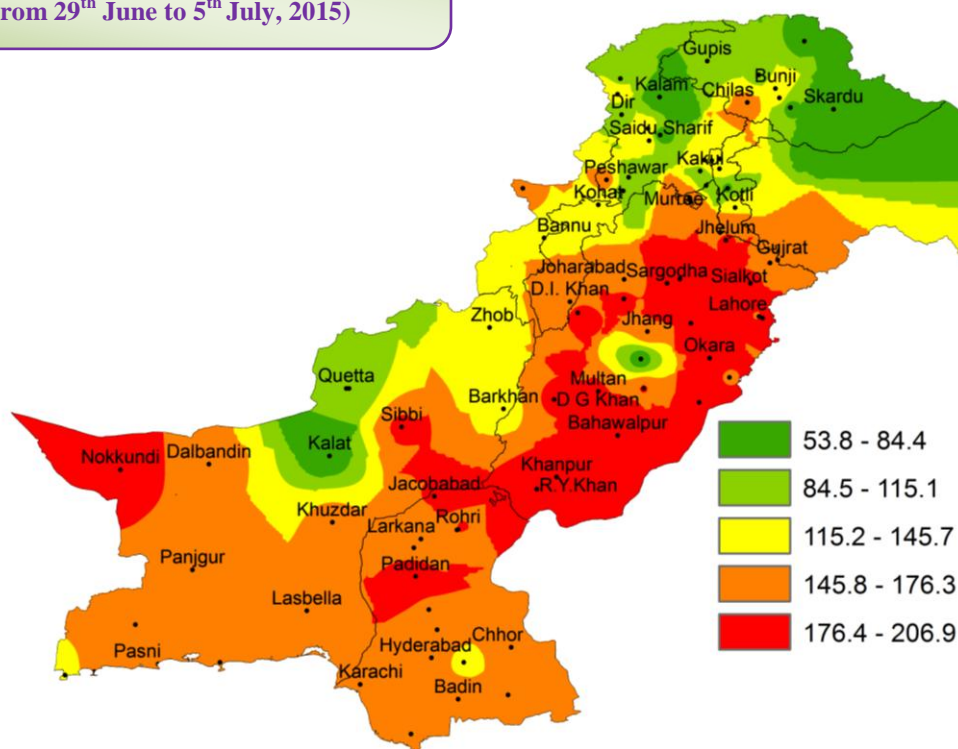 rom 29th June to 5th July, 2015)
Gupis
Bunji
Kalam
Chilas
Skardu
Dir
Saidu Sharif
Kakul
Peshawar
Kohat
Murree
Kotli
Bannu
Jhelum
Gujrat
Joharabad
Sargodha
Sialkot
D.I. Khan
Lahore
Zhob
Jhang
Okara
Quetta
Multan
Barkhan
D G Khan
Sibbi
Bahawalpur
Kalat
Nokkundi
Dalbandin
Khanpur
Jacobabad
R.Y.Khan
Khuzdar
Larkana
Rohri
Panjgur
Padidan
Lasbella
Pasni
Hyderabad
Chhor
Karachi
Badin
53.8 - 84.4
84.5 - 115.1
115.2 - 145.7
145.8 - 176.3
176.4 - 206.9